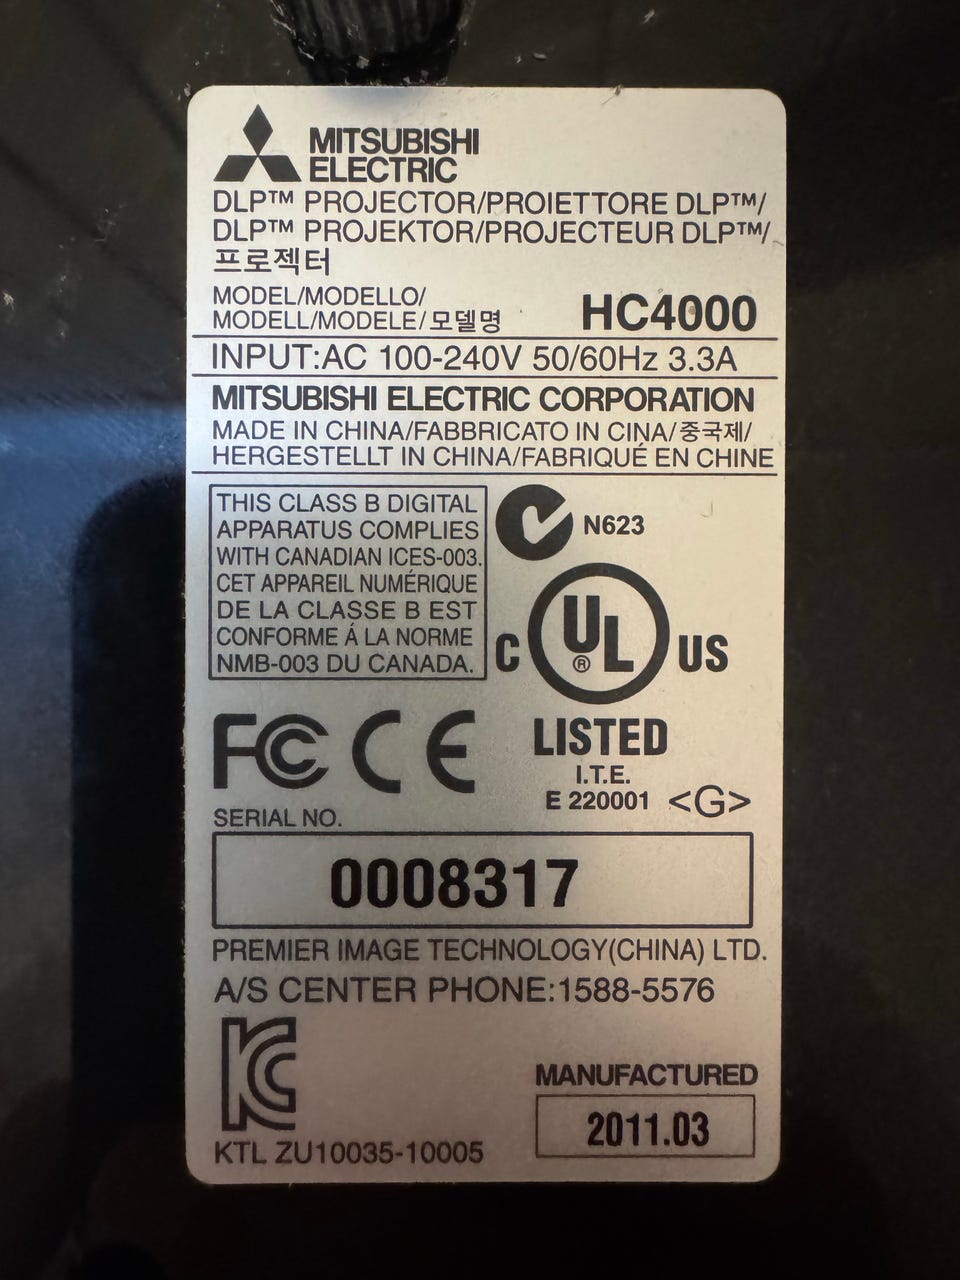 MITSUBISHI
ELECTRIC
DLP™ PROJECTOR/PROIETTORE DLP™/
DLP™ PROJEKTOR/PROJECTEUR DLP™/
프로젝터
MODEL/MODELLO/
MODELL/MODELE/모델명 HC4000
INPUT:AC 100-240V 50/60Hz 3.3A
MITSUBISHI ELECTRIC CORPORATION
MADE IN CHINA/FABBRICATO IN CINA/중국제/
HERGESTELLT IN CHINA/FABRIQUÉ EN CHINE
THIS CLASS B DIGITAL
APPARATUS COMPLIES
WITH CANADIAN ICES-003.
CET APPAREIL NUMÉRIQUE
DE LA CLASSE B EST
CONFORME Á LA NORME
NMB-003 DU CANADA.
N623
C UL® US
LISTED
I.T.E.
E 220001 <G>
FC CE
SERIAL NO.
0008317
PREMIER IMAGE TECHNOLOGY(CHINA) LTD.
A/S CENTER PHONE:1588-5576
KC
KTL ZU10035-10005
MANUFACTURED
2011.03